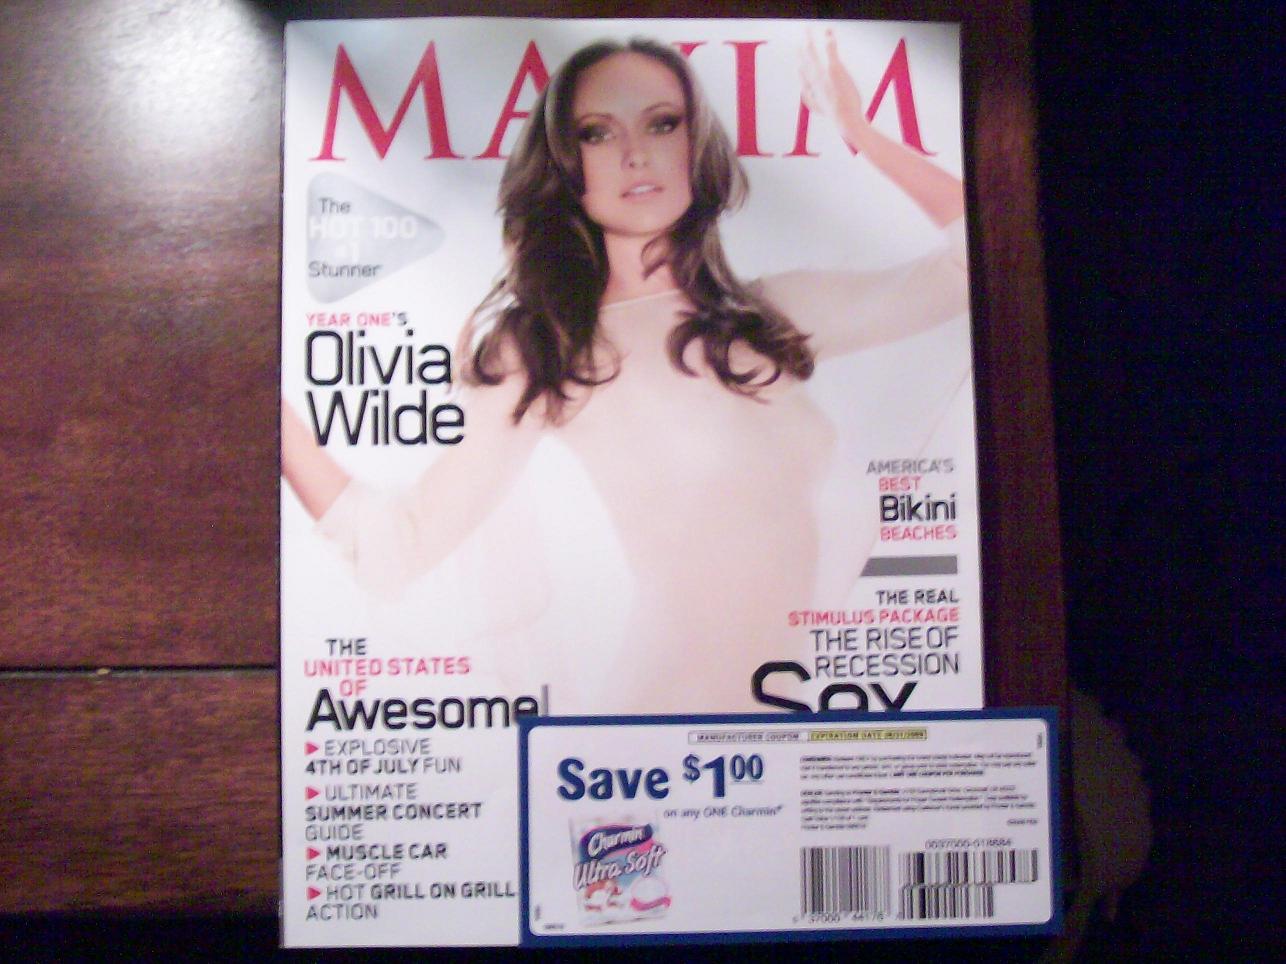 MAXIM
The
HOT 100
#1
Stunner
YEAR ONE'S
Olivia
Wilde
AMERICA'S
BEST
Bikini
BEACHES
THE REAL
STIMULUS PACKAGE
THE RISE OF
RECESSION
Sex
THE
UNITED STATES
OF
Awesome!
EXPLOSIVE
4TH OF JULY FUN
ULTIMATE
SUMMER CONCERT
GUIDE
MUSCLE CAR
FACE-OFF
HOT GRILL ON GRILL
ACTION
MANUFACTURER COUPON EXPIRATION DATE
Save $1.00
on any ONE Charmin
Charmin
Ultra Soft